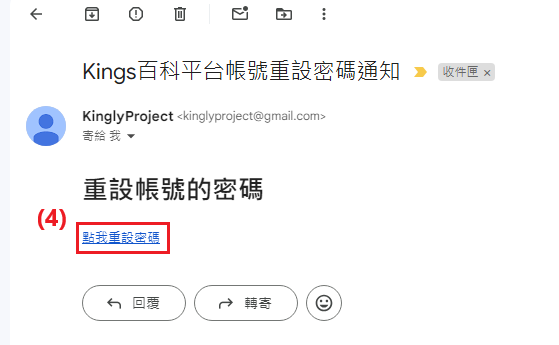 Kings百科平台帳號重設密碼通知 收件匣 ×
KinglyProject <kinglyproject@gmail.com>
寄給 我
重設帳號的密碼
(4)
點我重設密碼
回覆 轉寄